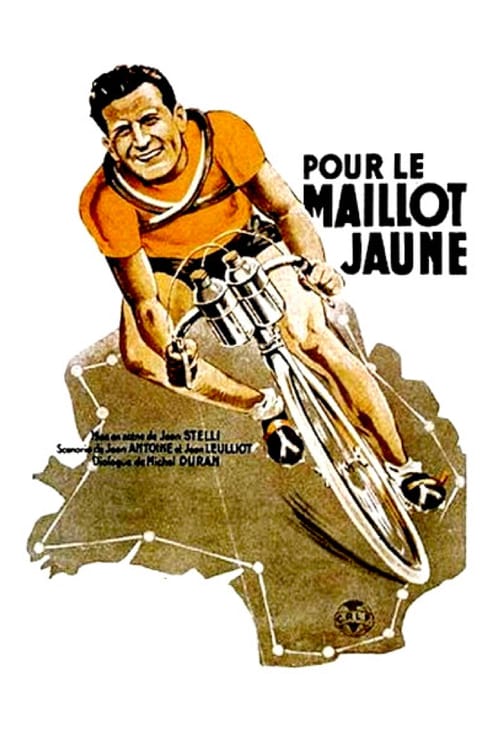 POUR LE
MAILLOT
JAUNE
Mise en scène de Jean STELLI
Scenario de Jean ANTOINE et Jean LEULLIOT
Dialogue de Michel DURAN